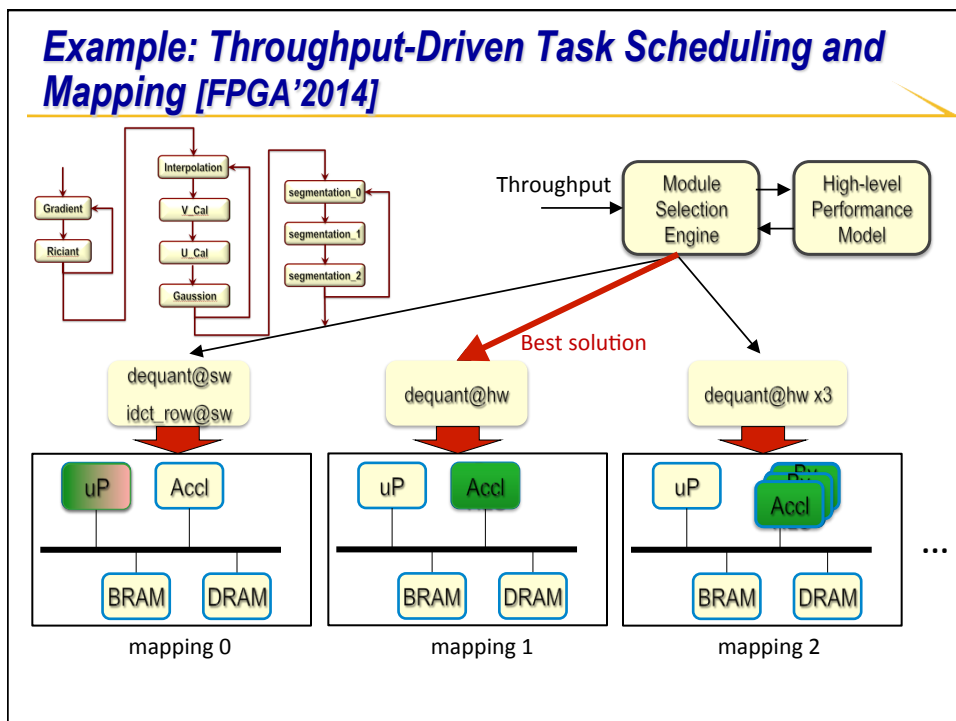 Example: Throughput-Driven Task Scheduling and
Mapping [FPGA'2014]
Gradient
Riciant
Interpolation
V_Cal
U_Cal
Gaussion
segmentation_0
segmentation_1
segmentation_2
Throughput
Module
Selection
Engine
High-level
Performance
Model
Best solution
dequant@sw
idct_row@sw
dequant@hw
dequant@hw x3
uP
Accl
BRAM
DRAM
mapping 0
uP
Accl
BRAM
DRAM
mapping 1
uP
Accl
BRAM
DRAM
mapping 2
...